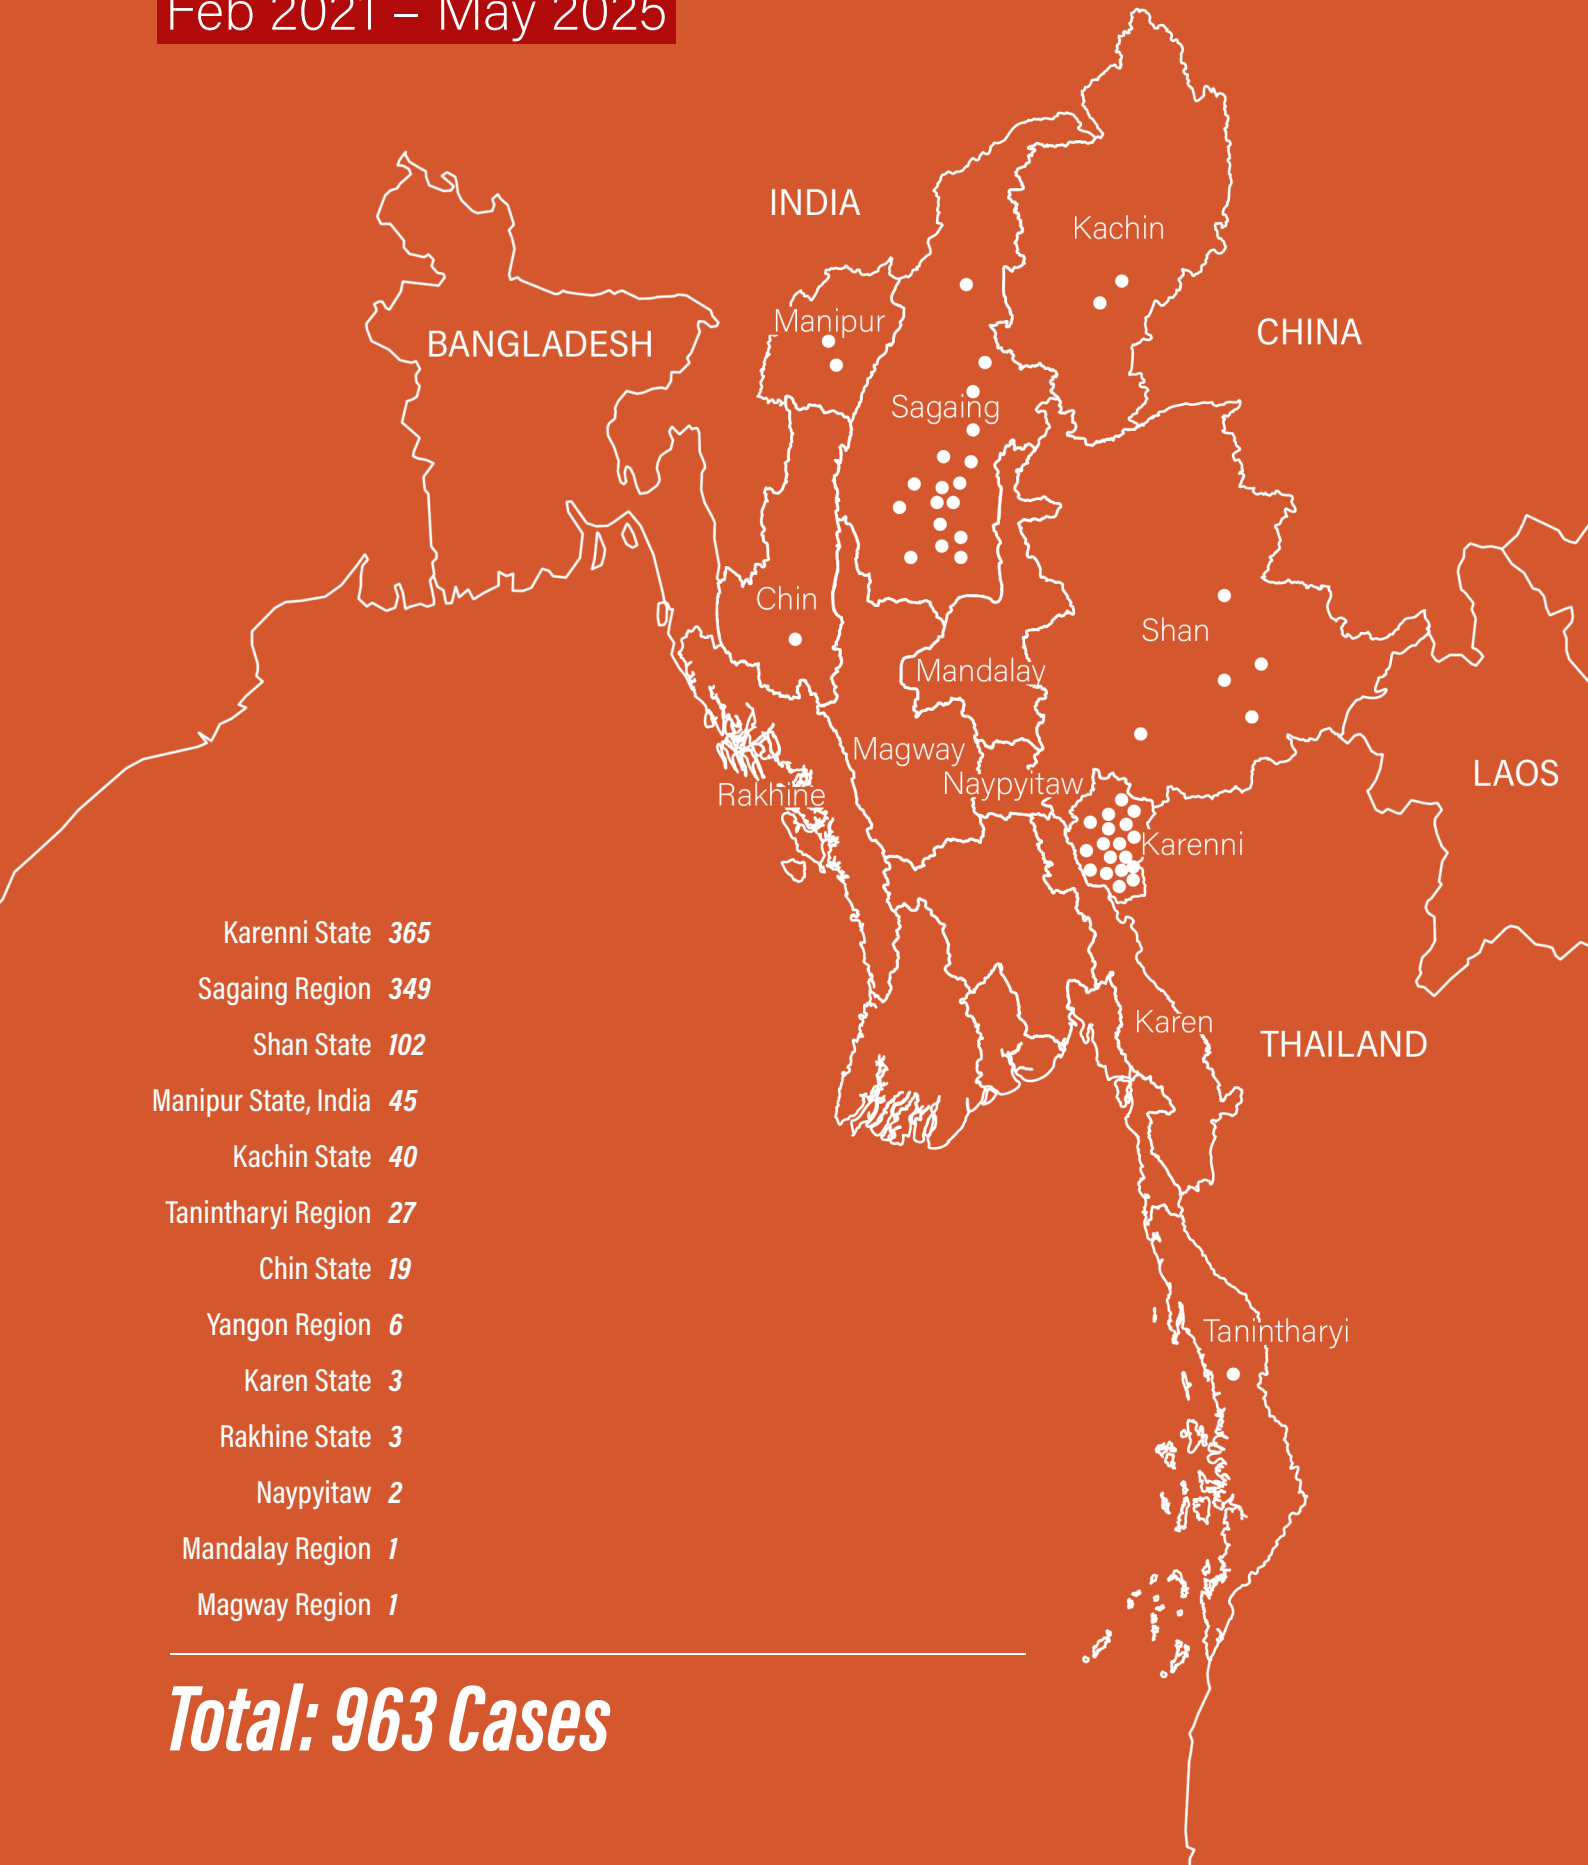 Feb 2021 – May 2025
INDIA
Kachin
Manipur
CHINA
BANGLADESH
Sagaing
Chin
Shan
Mandalay
Magway
LAOS
Naypyitaw
Rakhine
Karenni
Karen
THAILAND
Tanintharyi
Karenni State 365
Sagaing Region 349
Shan State 102
Manipur State, India 45
Kachin State 40
Tanintharyi Region 27
Chin State 19
Yangon Region 6
Karen State 3
Rakhine State 3
Naypyitaw 2
Mandalay Region 1
Magway Region 1
Total: 963 Cases